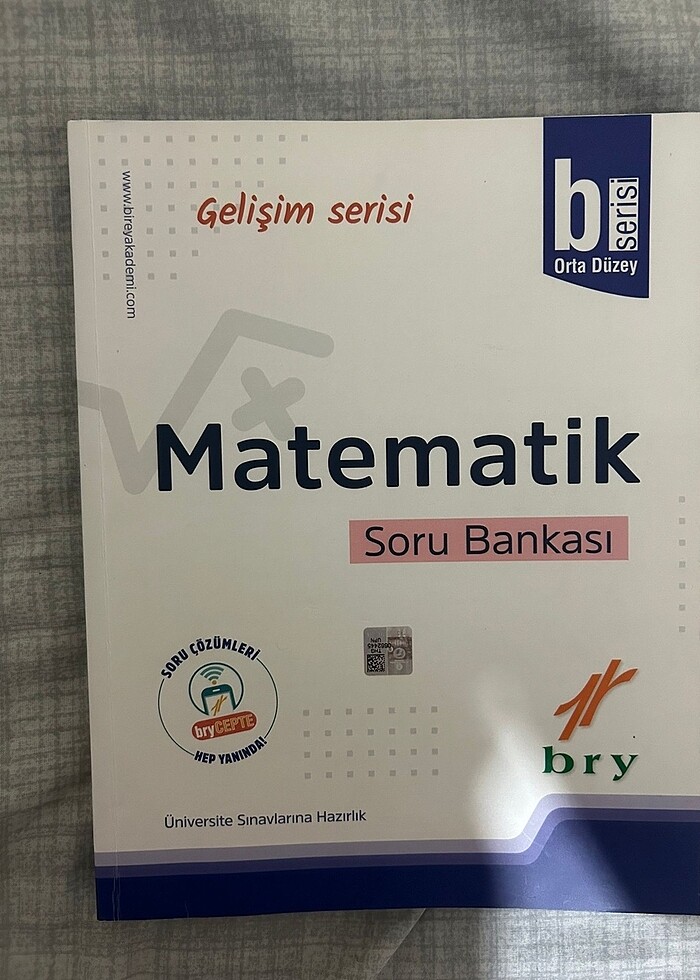 www.bireyakademi.com
Gelişim serisi
b serisi
Orta Düzey
Matematik
Soru Bankası
SORU ÇÖZÜMLERİ
bryCEPTE
HEP YANINDA!
bry
Üniversite Sınavlarına Hazırlık